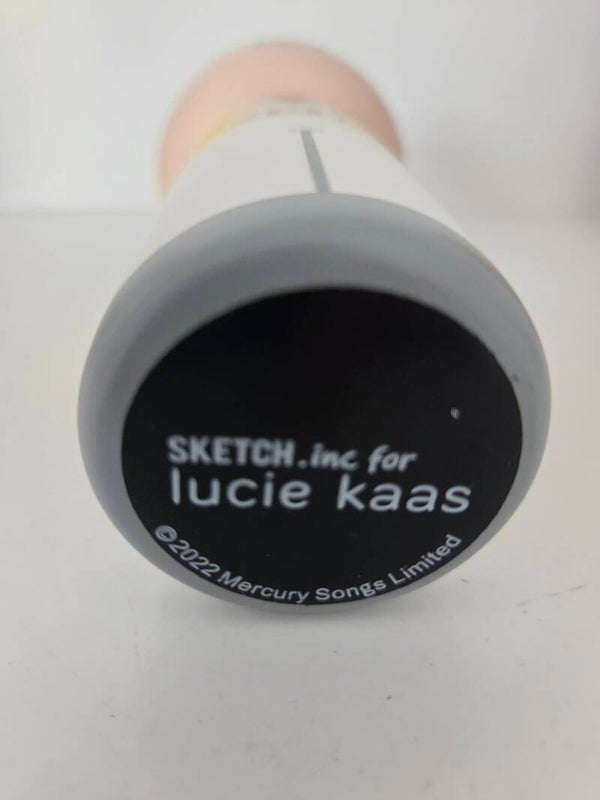 SKETCH.inc for
lucie kaas
©2022 Mercury Songs Limited